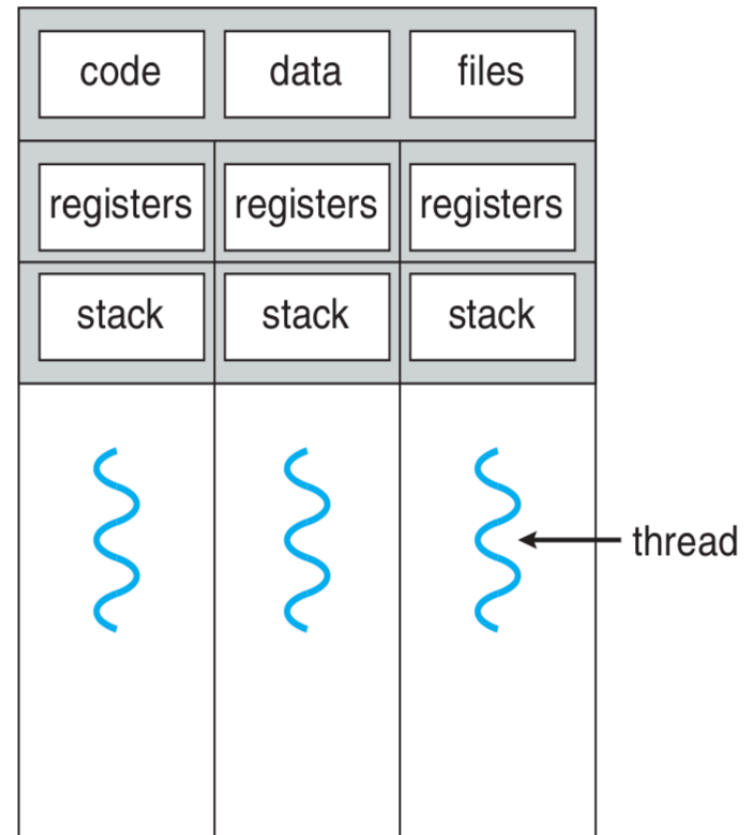 code data files
registers registers registers
stack stack stack
thread